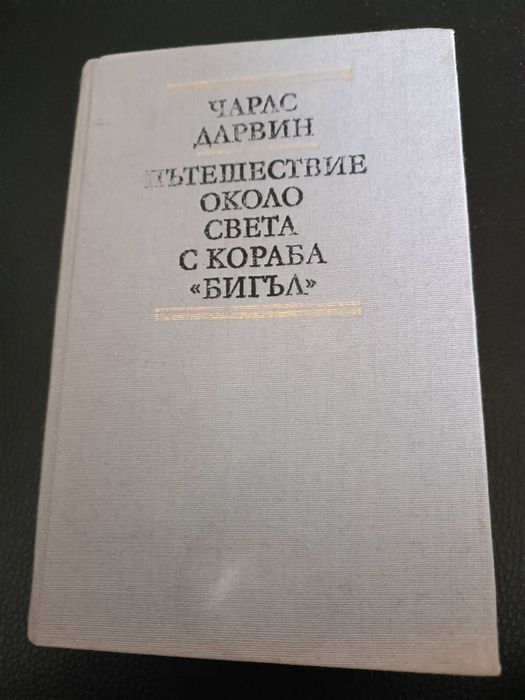 ЧАРЛС
ДАРВИН
ПЪТЕШЕСТВИЕ
ОКОЛО
СВЕТА
С КОРАБА
«БИГЪЛ»